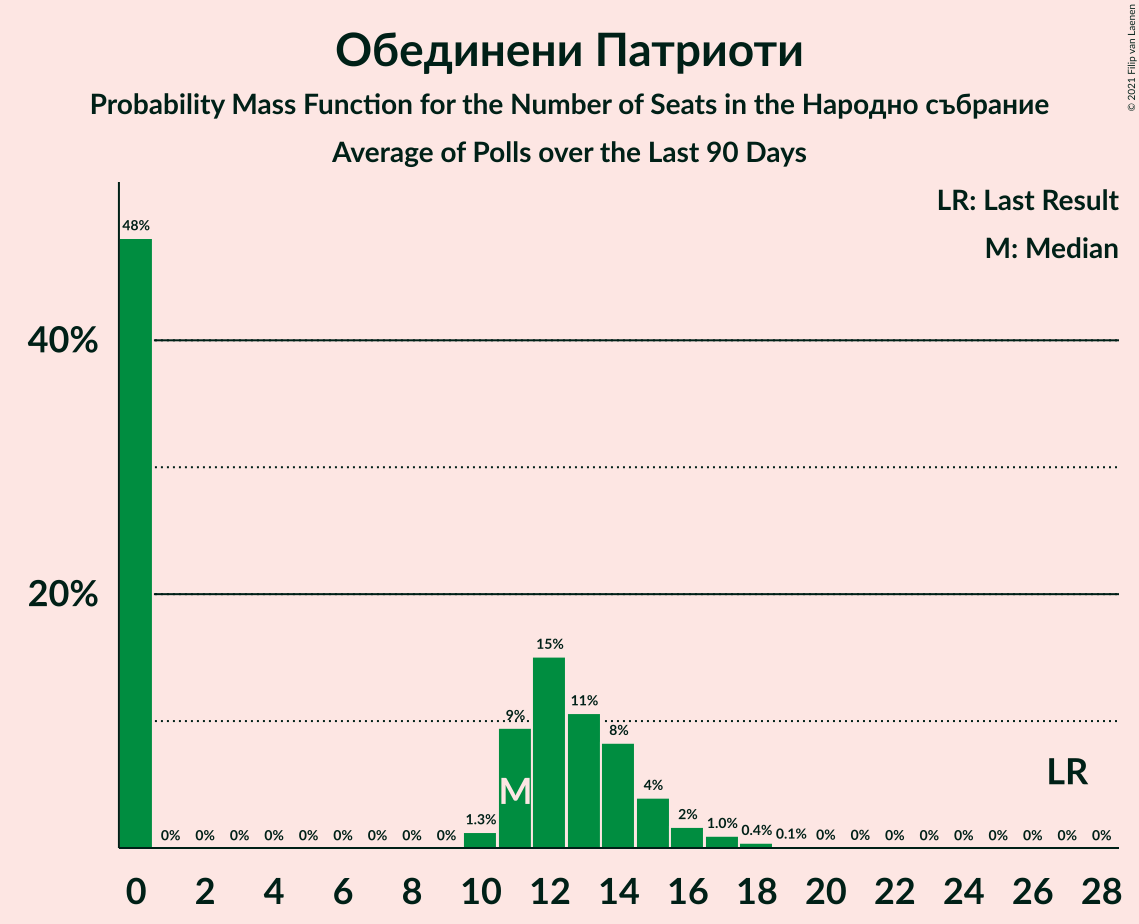 Обединени Патриоти
Probability Mass Function for the Number of Seats in the Народно събрание
Average of Polls over the Last 90 Days
© 2021 Filip van Laenen
LR: Last Result
M: Median
48%
40%
20%
15%
11%
9%
8%
4%
2%
1.3%
1.0%
0.4%
0.1%
0% 0% 0% 0% 0% 0% 0% 0% 0%
0% 0% 0% 0% 0% 0% 0% 0% 0%
M
LR
0 2 4 6 8 10 12 14 16 18 20 22 24 26 28